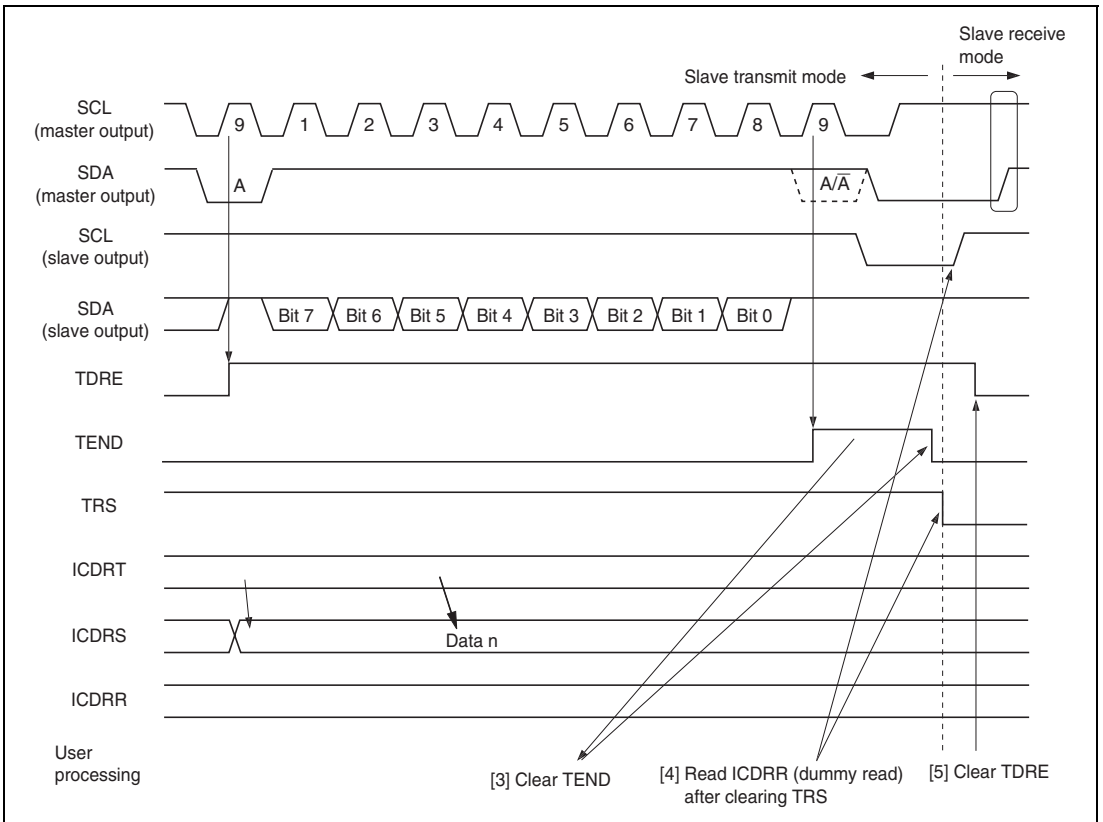 Slave receive
mode
Slave transmit mode
SCL
(master output)
9 1 2 3 4 5 6 7 8 9
SDA
(master output)
A A/A̅
SCL
(slave output)
SDA
(slave output)
Bit 7 Bit 6 Bit 5 Bit 4 Bit 3 Bit 2 Bit 1 Bit 0
TDRE
TEND
TRS
ICDRT
ICDRS
Data n
ICDRR
User
processing
[3] Clear TEND
[4] Read ICDRR (dummy read)
after clearing TRS
[5] Clear TDRE